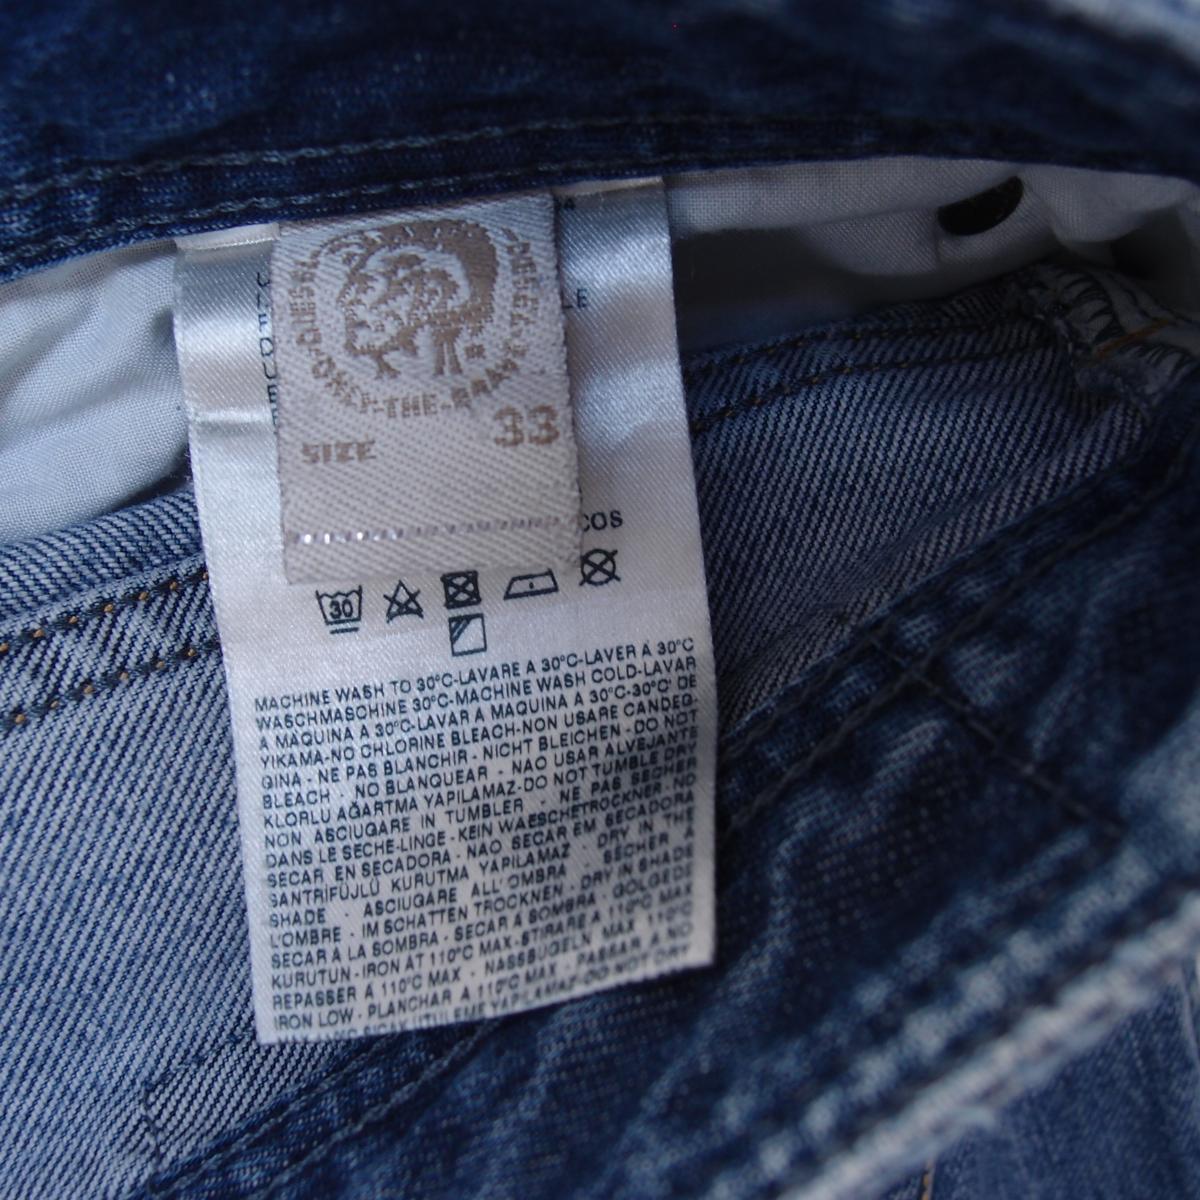 DIESEL-ONLY-THE-BRAVE
SIZE 33
COS
30
MACHINE WASH TO 30°C-LAVARE A 30°C-LAVER À 30°C
WASCHMASCHINE 30°C-MACHINE WASH COLD-LAVAR
A MAQUINA A 30°C-LAVAR A MAQUINA A 30°C-30°C' DE
YIKAMA-NO CHLORINE BLEACH-NON USARE CANDEG-
GINA - NE PAS BLANCHIR - NICHT BLEICHEN - DO NOT
BLEACH - NO BLANQUEAR - NAO USAR ALVEJANTE
KLORLU AĞARTMA YAPILAMAZ-DO NOT TUMBLE DRY
NON ASCIUGARE IN TUMBLER - NE PAS SECHER
DANS LE SECHE-LINGE-KEIN WAESCHETROCKNER NO
SECAR EN SECADORA - NAO SECAR EM SECADORA
SANTRİFÜJLÜ KURUTMA YAPILAMAZ - DRY IN THE
SHADE - ASCIUGARE ALL'OMBRA - SECHER À
L'OMBRE - IM SCHATTEN TROCKNEN - DRY IN SHADE
SECAR A LA SOMBRA - SECAR A SOMBRA - GÖLGEDE
KURUTUN-IRON AT 110°C MAX-STIRARE A 110°C MAX
REPASSER A 110°C MAX - NASSBUGELN MAX 110°C
IRON LOW - PLANCHAR A 110°C MAX - PASSAR A NO
YAPILAMAZ-DO NOT DRY